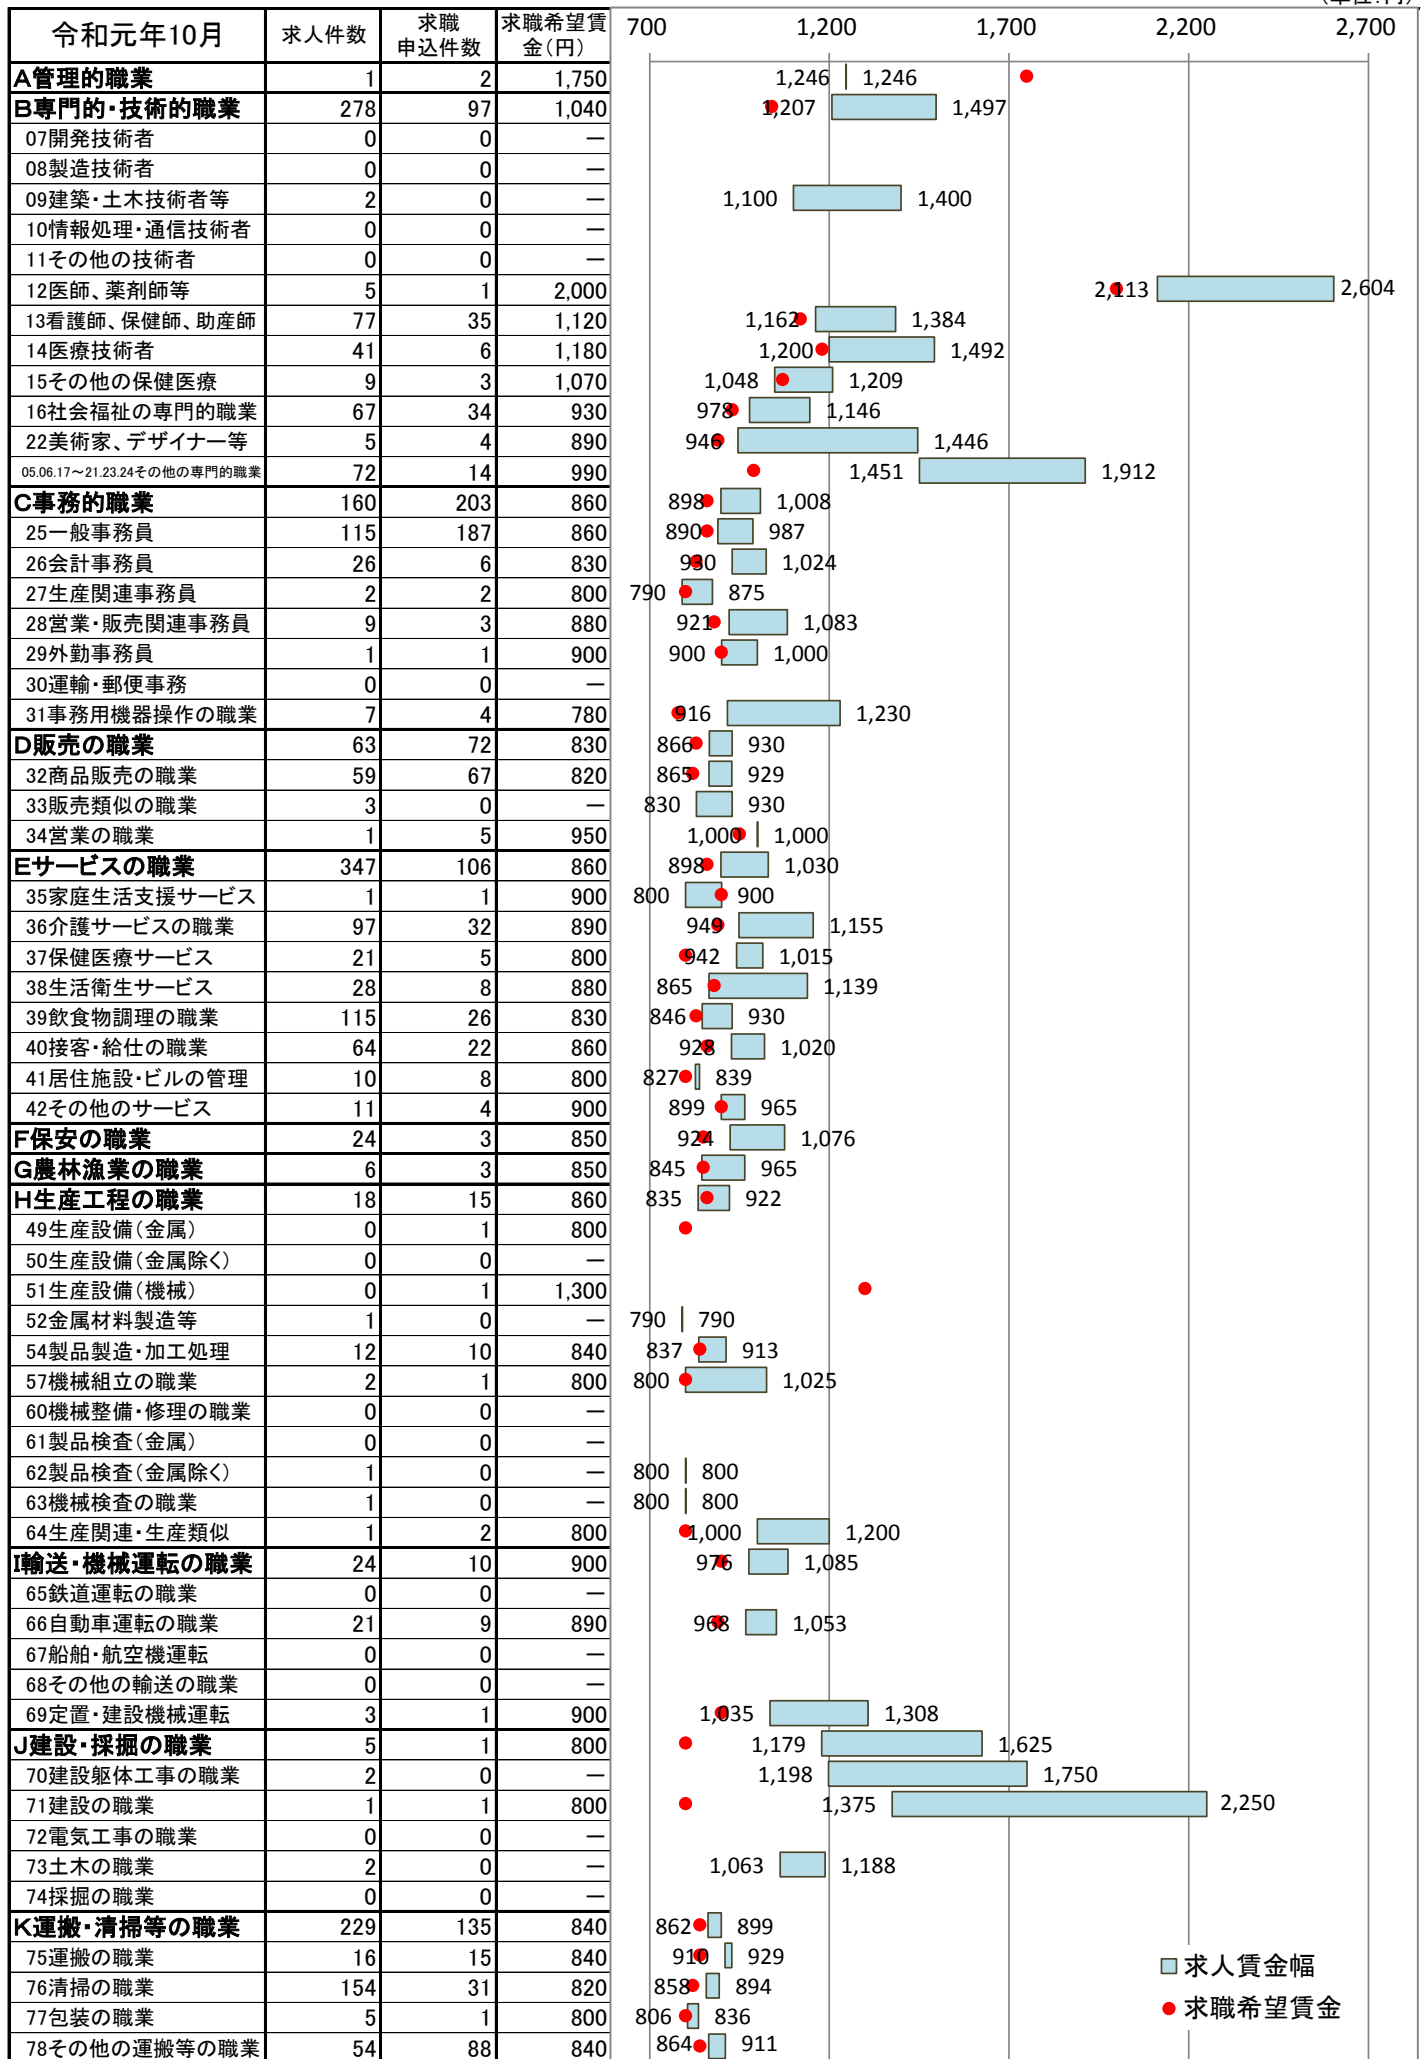 (単位:円)
令和元年10月 求人件数 求職申込件数 求職希望賃金(円) 700 1,200 1,700 2,200 2,700
A管理的職業 1 2 1,750 1,246 1,246
B専門的・技術的職業 278 97 1,040 1,207 1,497
07開発技術者 0 0 ―
08製造技術者 0 0 ―
09建築・土木技術者等 2 0 ― 1,100 1,400
10情報処理・通信技術者 0 0 ―
11その他の技術者 0 0 ―
12医師、薬剤師等 5 1 2,000 2,113 2,604
13看護師、保健師、助産師 77 35 1,120 1,162 1,384
14医療技術者 41 6 1,180 1,200 1,492
15その他の保健医療 9 3 1,070 1,048 1,209
16社会福祉の専門的職業 67 34 930 978 1,146
22美術家、デザイナー等 5 4 890 946 1,446
05.06.17～21.23.24その他の専門的職業 72 14 990 1,451 1,912
C事務的職業 160 203 860 898 1,008
25一般事務員 115 187 860 890 987
26会計事務員 26 6 830 930 1,024
27生産関連事務員 2 2 800 790 875
28営業・販売関連事務員 9 3 880 921 1,083
29外勤事務員 1 1 900 900 1,000
30運輸・郵便事務 0 0 ―
31事務用機器操作の職業 7 4 780 916 1,230
D販売の職業 63 72 830 866 930
32商品販売の職業 59 67 820 865 929
33販売類似の職業 3 0 ― 830 930
34営業の職業 1 5 950 1,000 1,000
Eサービスの職業 347 106 860 898 1,030
35家庭生活支援サービス 1 1 900 800 900
36介護サービスの職業 97 32 890 949 1,155
37保健医療サービス 21 5 800 942 1,015
38生活衛生サービス 28 8 880 865 1,139
39飲食物調理の職業 115 26 830 846 930
40接客・給仕の職業 64 22 860 928 1,020
41居住施設・ビルの管理 10 8 800 827 839
42その他のサービス 11 4 900 899 965
F保安の職業 24 3 850 924 1,076
G農林漁業の職業 6 3 850 845 965
H生産工程の職業 18 15 860 835 922
49生産設備(金属) 0 1 800
50生産設備(金属除く) 0 0 ―
51生産設備(機械) 0 1 1,300
52金属材料製造等 1 0 ― 790 790
54製品製造・加工処理 12 10 840 837 913
57機械組立の職業 2 1 800 800 1,025
60機械整備・修理の職業 0 0 ―
61製品検査(金属) 0 0 ―
62製品検査(金属除く) 1 0 ― 800 800
63機械検査の職業 1 0 ― 800 800
64生産関連・生産類似 1 2 800 1,000 1,200
I輸送・機械運転の職業 24 10 900 976 1,085
65鉄道運転の職業 0 0 ―
66自動車運転の職業 21 9 890 968 1,053
67船舶・航空機運転 0 0 ―
68その他の輸送の職業 0 0 ―
69定置・建設機械運転 3 1 900 1,035 1,308
J建設・採掘の職業 5 1 800 1,179 1,625
70建設躯体工事の職業 2 0 ― 1,198 1,750
71建設の職業 1 1 800 1,375 2,250
72電気工事の職業 0 0 ―
73土木の職業 2 0 ― 1,063 1,188
74採掘の職業 0 0 ―
K運搬・清掃等の職業 229 135 840 862 899
75運搬の職業 16 15 840 910 929
76清掃の職業 154 31 820 858 894
77包装の職業 5 1 800 806 836
78その他の運搬等の職業 54 88 840 864 911
求人賃金幅
求職希望賃金